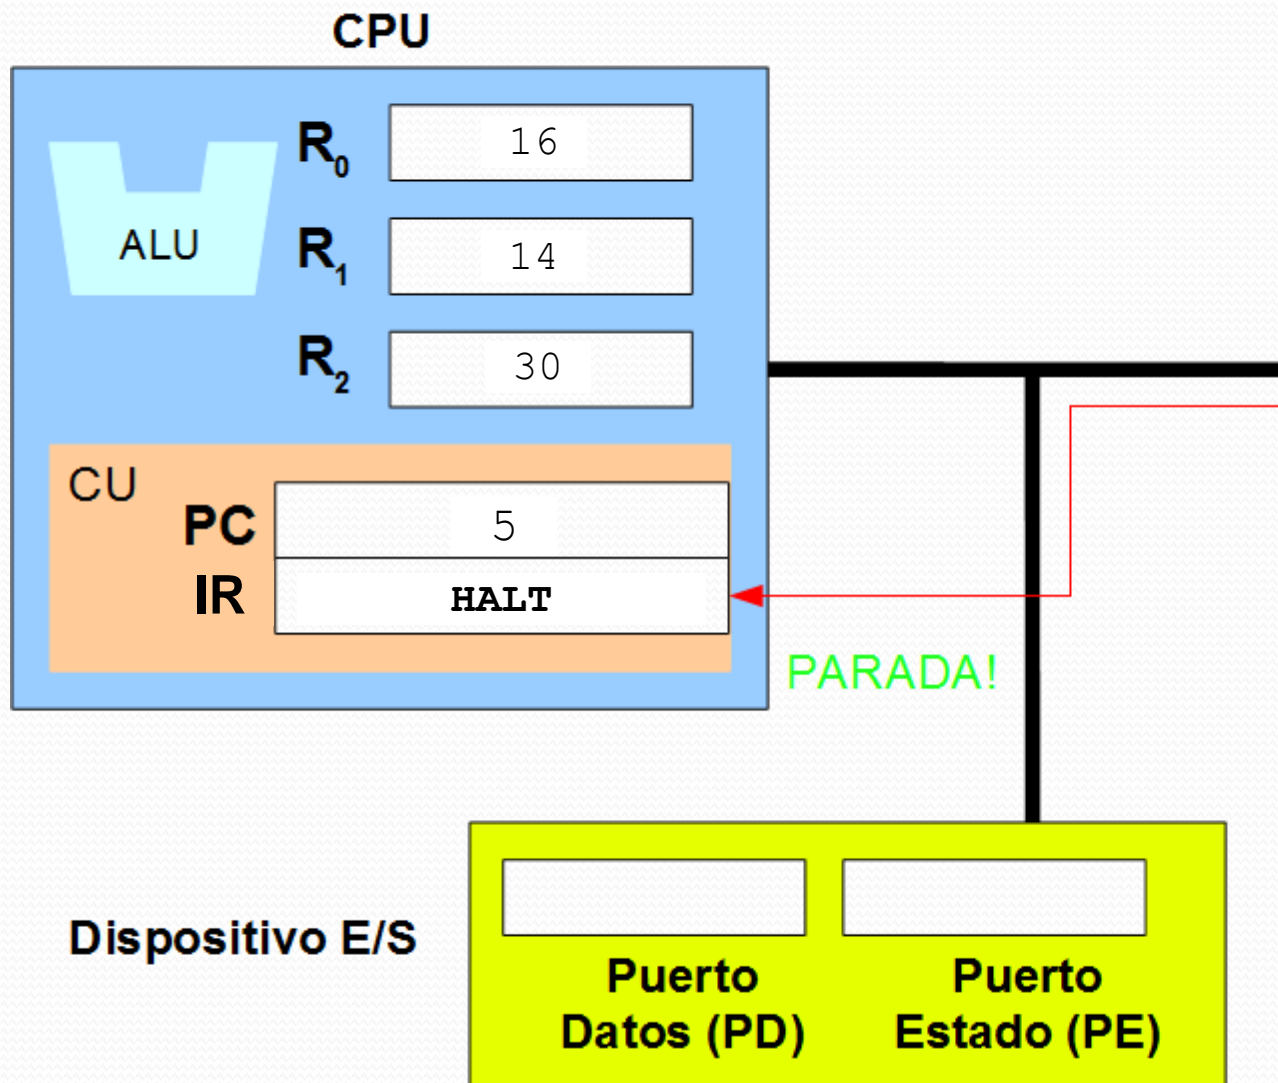 CPU
R0 16
ALU
R1 14
R2 30
CU
PC 5
IR HALT
PARADA!
Dispositivo E/S
Puerto Datos (PD)
Puerto Estado (PE)